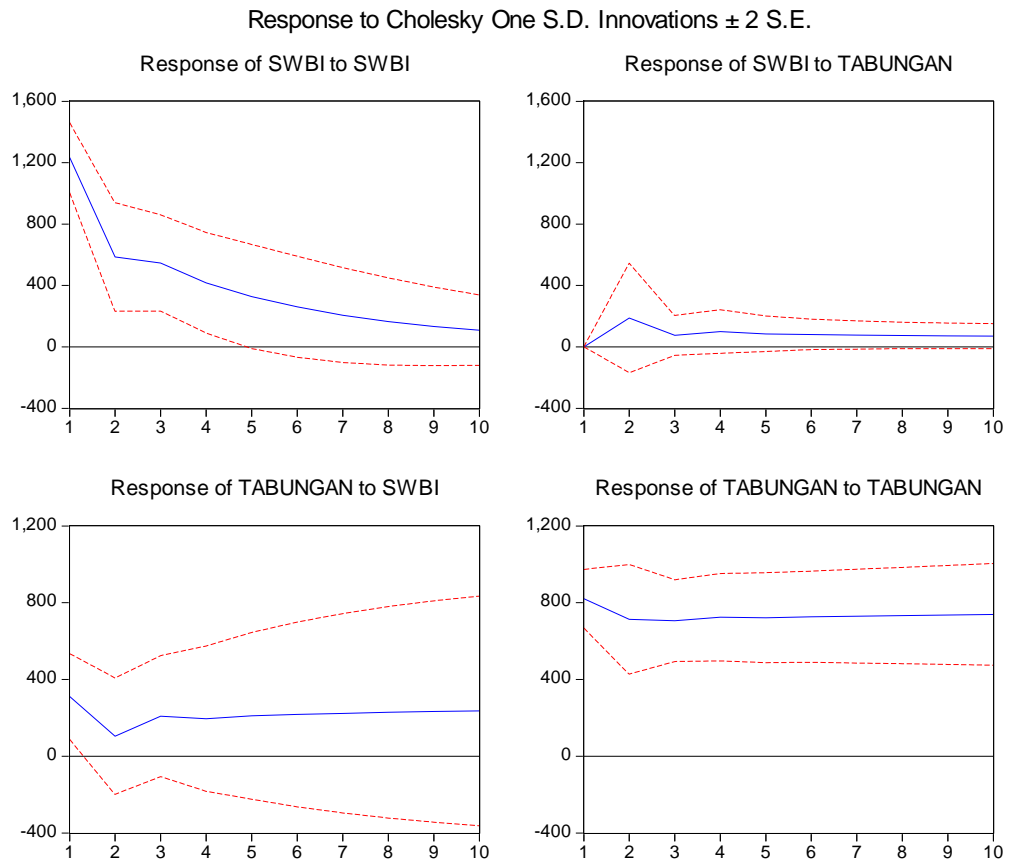 Response to Cholesky One S.D. Innovations ± 2 S.E.
Response of SWBI to SWBI
1,600
1,200
800
400
0
-400
1 2 3 4 5 6 7 8 9 10
Response of SWBI to TABUNGAN
1,600
1,200
800
400
0
-400
1 2 3 4 5 6 7 8 9 10
Response of TABUNGAN to SWBI
1,200
800
400
0
-400
1 2 3 4 5 6 7 8 9 10
Response of TABUNGAN to TABUNGAN
1,200
800
400
0
-400
1 2 3 4 5 6 7 8 9 10